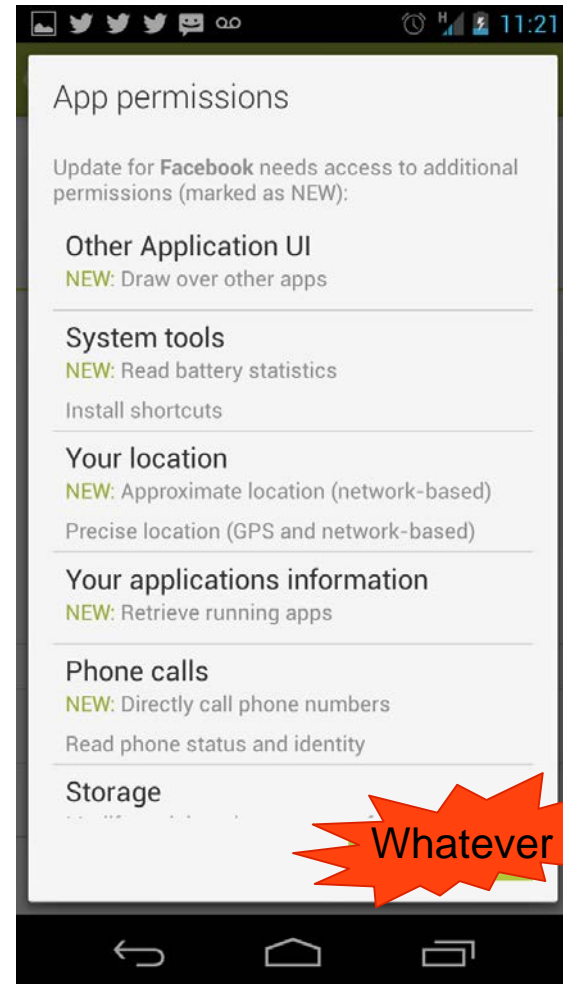 11:21
App permissions
Update for Facebook needs access to additional
permissions (marked as NEW):
Other Application UI
NEW: Draw over other apps
System tools
NEW: Read battery statistics
Install shortcuts
Your location
NEW: Approximate location (network-based)
Precise location (GPS and network-based)
Your applications information
NEW: Retrieve running apps
Phone calls
NEW: Directly call phone numbers
Read phone status and identity
Storage
Whatever